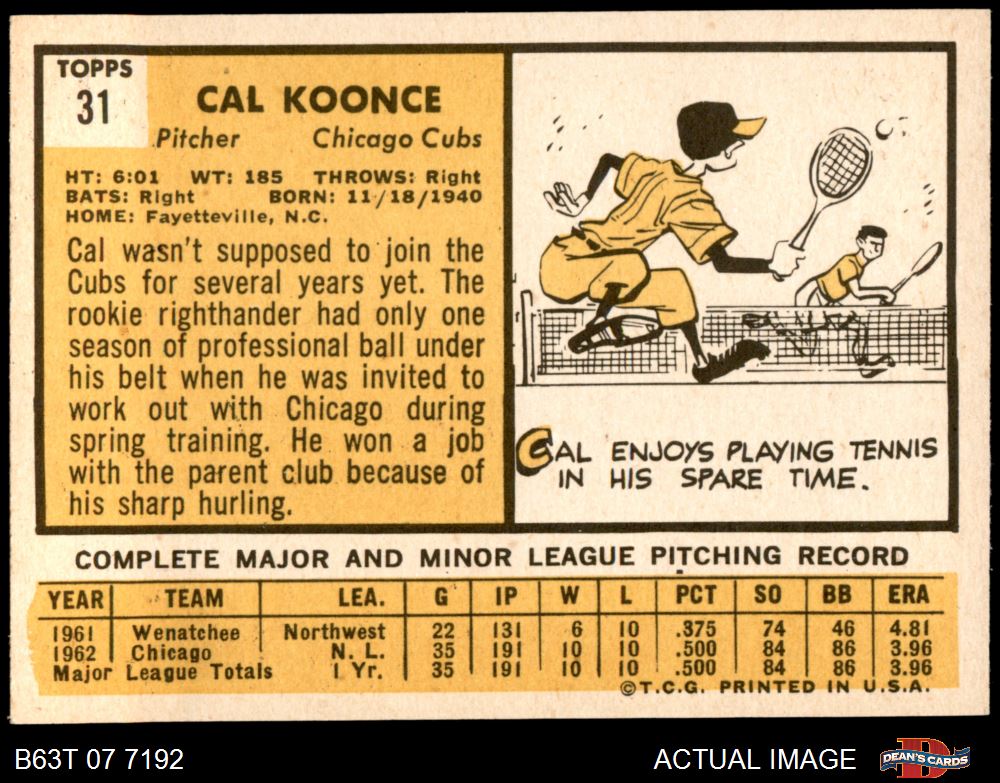 TOPPS
31
CAL KOONCE
Pitcher Chicago Cubs
HT: 6:01 WT: 185 THROWS: Right
BATS: Right BORN: 11/18/1940
HOME: Fayetteville, N.C.
Cal wasn't supposed to join the
Cubs for several years yet. The
rookie righthander had only one
season of professional ball under
his belt when he was invited to
work out with Chicago during
spring training. He won a job
with the parent club because of
his sharp hurling.
CAL ENJOYS PLAYING TENNIS
IN HIS SPARE TIME.
COMPLETE MAJOR AND MINOR LEAGUE PITCHING RECORD
YEAR TEAM LEA. G IP W L PCT SO BB ERA
1961 Wenatchee Northwest 22 131 6 10 .375 74 46 4.81
1962 Chicago N. L. 35 191 10 10 .500 84 86 3.96
Major League Totals 1 Yr. 35 191 10 10 .500 84 86 3.96
©T.C.G. PRINTED IN U.S.A.
B63T 07 7192 ACTUAL IMAGE DEAN'S CARDS